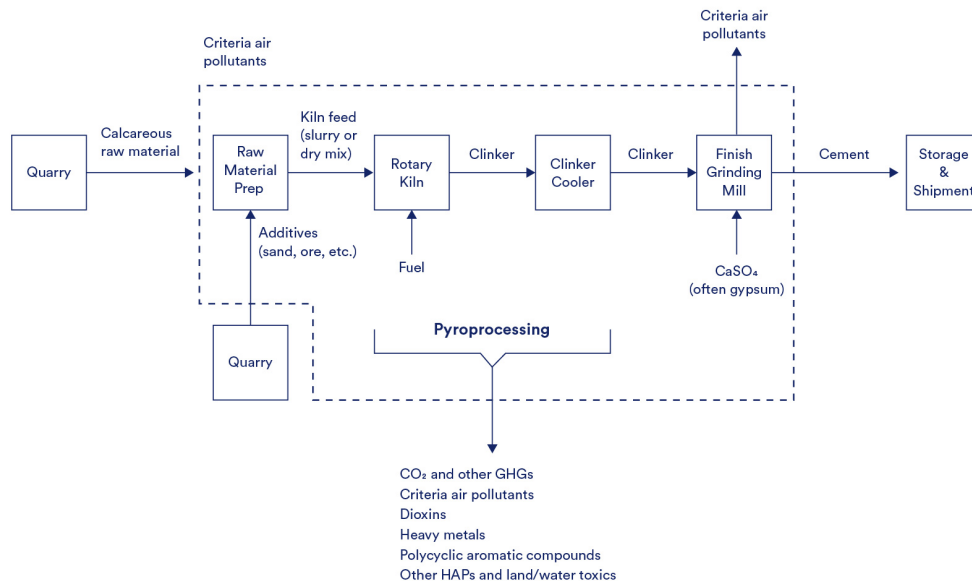 Criteria air
pollutants
Criteria air
pollutants
Quarry
Calcareous
raw material
Raw
Material
Prep
Kiln feed
(slurry or
dry mix)
Rotary
Kiln
Clinker
Clinker
Cooler
Clinker
Finish
Grinding
Mill
Cement
Storage
&
Shipment
Additives
(sand, ore, etc.)
Fuel
CaSO₄
(often gypsum)
Quarry
Pyroprocessing
CO₂ and other GHGs
Criteria air pollutants
Dioxins
Heavy metals
Polycyclic aromatic compounds
Other HAPs and land/water toxics